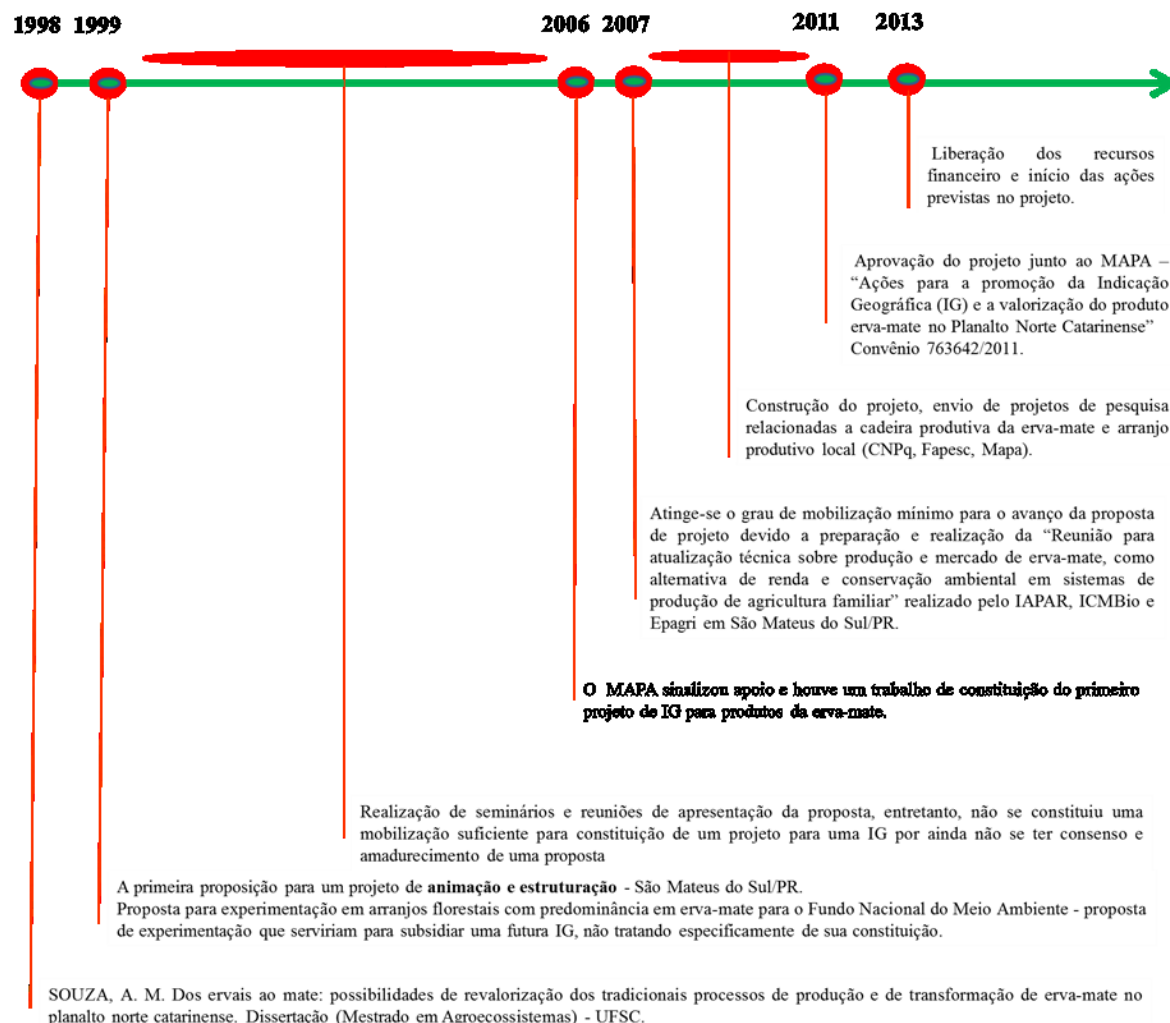 1998 1999 2006 2007 2011 2013
Liberação dos recursos
financeiro e início das ações
previstas no projeto.
Aprovação do projeto junto ao MAPA –
“Ações para a promoção da Indicação
Geográfica (IG) e a valorização do produto
erva-mate no Planalto Norte Catarinense”
Convênio 763642/2011.
Construção do projeto, envio de projetos de pesquisa
relacionadas a cadeira produtiva da erva-mate e arranjo
produtivo local (CNPq, Fapesc, Mapa).
Atinge-se o grau de mobilização mínimo para o avanço da proposta
de projeto devido a preparação e realização da “Reunião para
atualização técnica sobre produção e mercado de erva-mate, como
alternativa de renda e conservação ambiental em sistemas de
produção de agricultura familiar” realizado pelo IAPAR, ICMBio e
Epagri em São Mateus do Sul/PR.
O MAPA sinalizou apoio e houve um trabalho de constituição do primeiro
projeto de IG para produtos da erva-mate.
Realização de seminários e reuniões de apresentação da proposta, entretanto, não se constituiu uma
mobilização suficiente para constituição de um projeto para uma IG por ainda não se ter consenso e
amadurecimento de uma proposta
A primeira proposição para um projeto de animação e estruturação - São Mateus do Sul/PR.
Proposta para experimentação em arranjos florestais com predominância em erva-mate para o Fundo Nacional do Meio Ambiente - proposta
de experimentação que serviriam para subsidiar uma futura IG, não tratando especificamente de sua constituição.
SOUZA, A. M. Dos ervais ao mate: possibilidades de revalorização dos tradicionais processos de produção e de transformação de erva-mate no
planalto norte catarinense. Dissertação (Mestrado em Agroecossistemas) - UFSC.